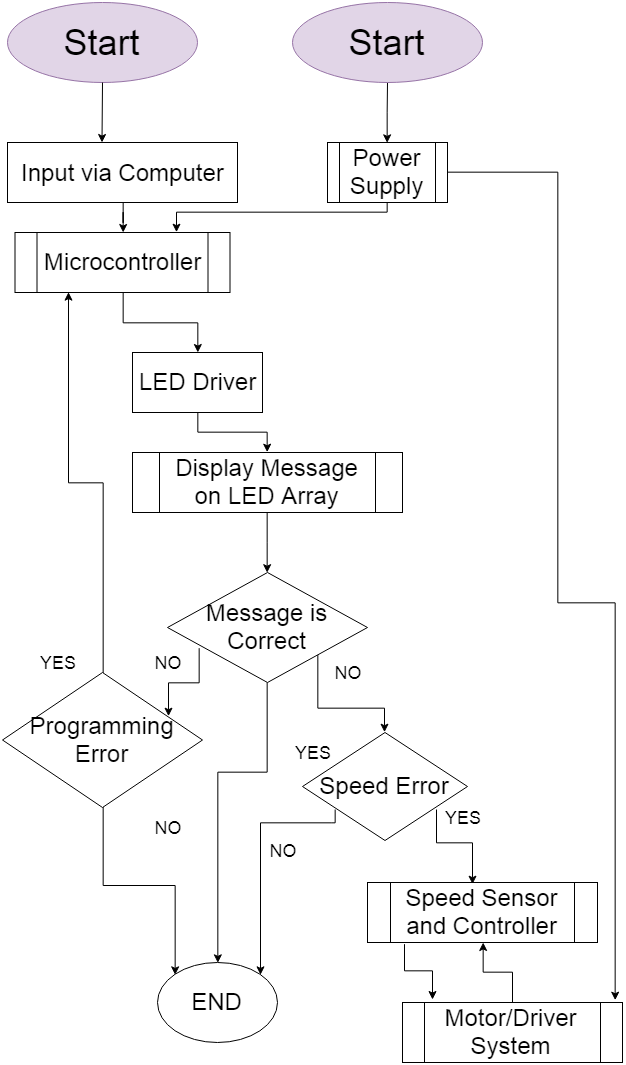 Start
Start
Input via Computer
Power
Supply
Microcontroller
LED Driver
Display Message
on LED Array
Message is
Correct
YES
NO
NO
Programming
Error
YES
Speed Error
YES
NO
NO
Speed Sensor
and Controller
END
Motor/Driver
System